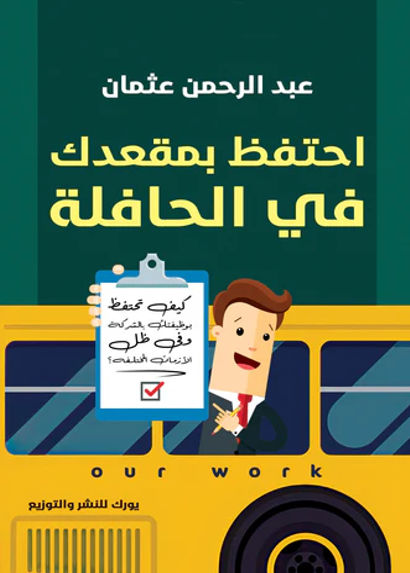 عبد الرحمن عثمان
احتفظ بمقعدك
في الحافلة
كيف تحتفظ
بوظيفتك بالشركة
وفى ظل
الأزمات المختلفة؟
our work
يورك للنشر والتوزيع